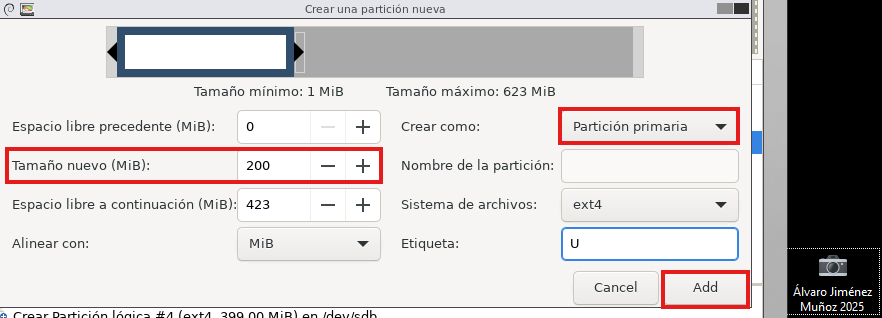 Crear una partición nueva
Tamaño mínimo: 1 MiB Tamaño máximo: 623 MiB
Espacio libre precedente (MiB): 0
Crear como: Partición primaria
Tamaño nuevo (MiB): 200
Nombre de la partición:
Espacio libre a continuación (MiB): 423
Sistema de archivos: ext4
Alinear con: MiB
Etiqueta: U
Cancel Add
Álvaro Jiménez
Muñoz 2025
Crear Partición lógica #4 (ext4, 399.00 MiB) en /dev/sdb